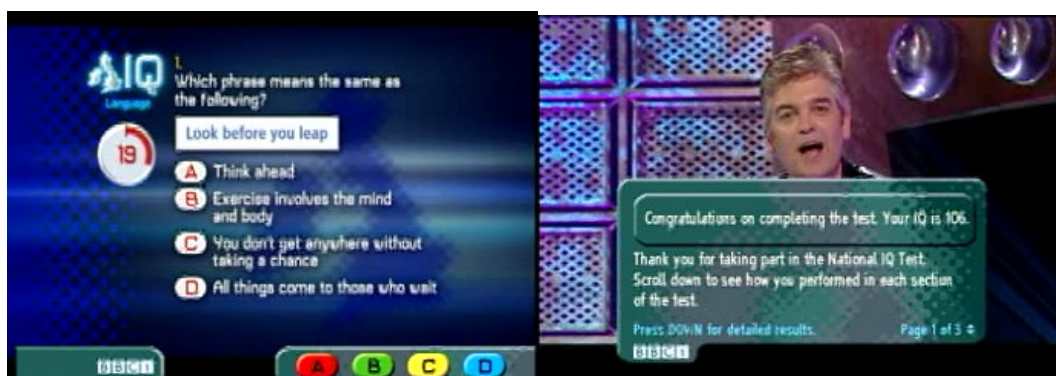 IQ
Language
19
1.
Which phrase means the same as
the following?
Look before you leap
A Think ahead
B Exercise involves the mind
and body
C You don't get anywhere without
taking a chance
D All things come to those who wait
BBC1
A B C D
Congratulations on completing the test. Your IQ is 106.
Thank you for taking part in the National IQ Test.
Scroll down to see how you performed in each section
of the test.
Press DOWN for detailed results. Page 1 of 3
BBC1